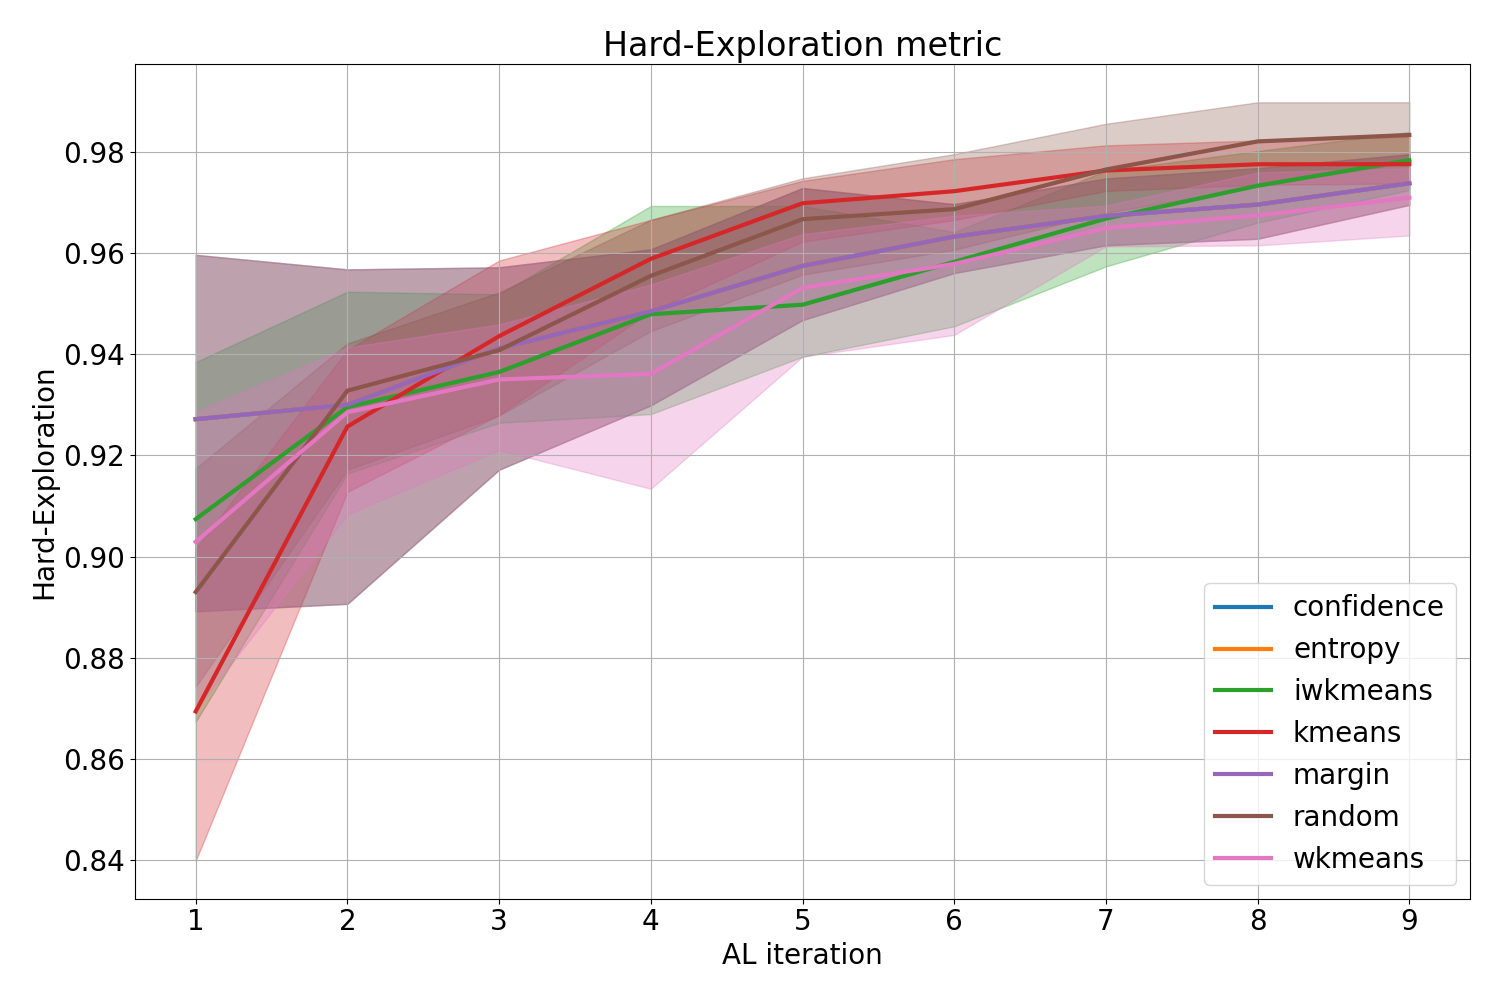 Hard-Exploration metric
Hard-Exploration
0.98
0.96
0.94
0.92
0.90
0.88
0.86
0.84
1 2 3 4 5 6 7 8 9
AL iteration
confidence
entropy
iwkmeans
kmeans
margin
random
wkmeans